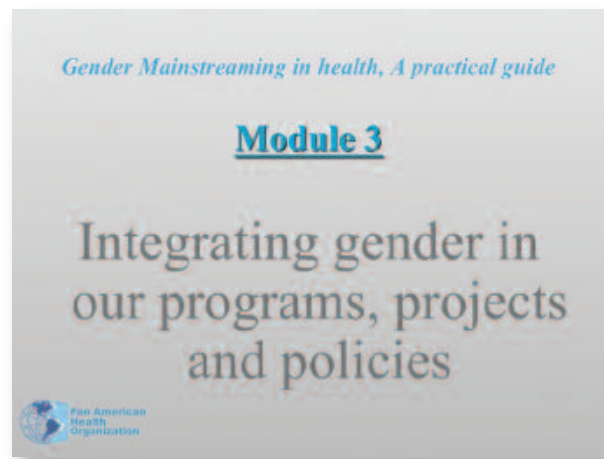 Gender Mainstreaming in health, A practical guide
Module 3
Integrating gender in
our programs, projects
and policies
Pan American
Health
Organization